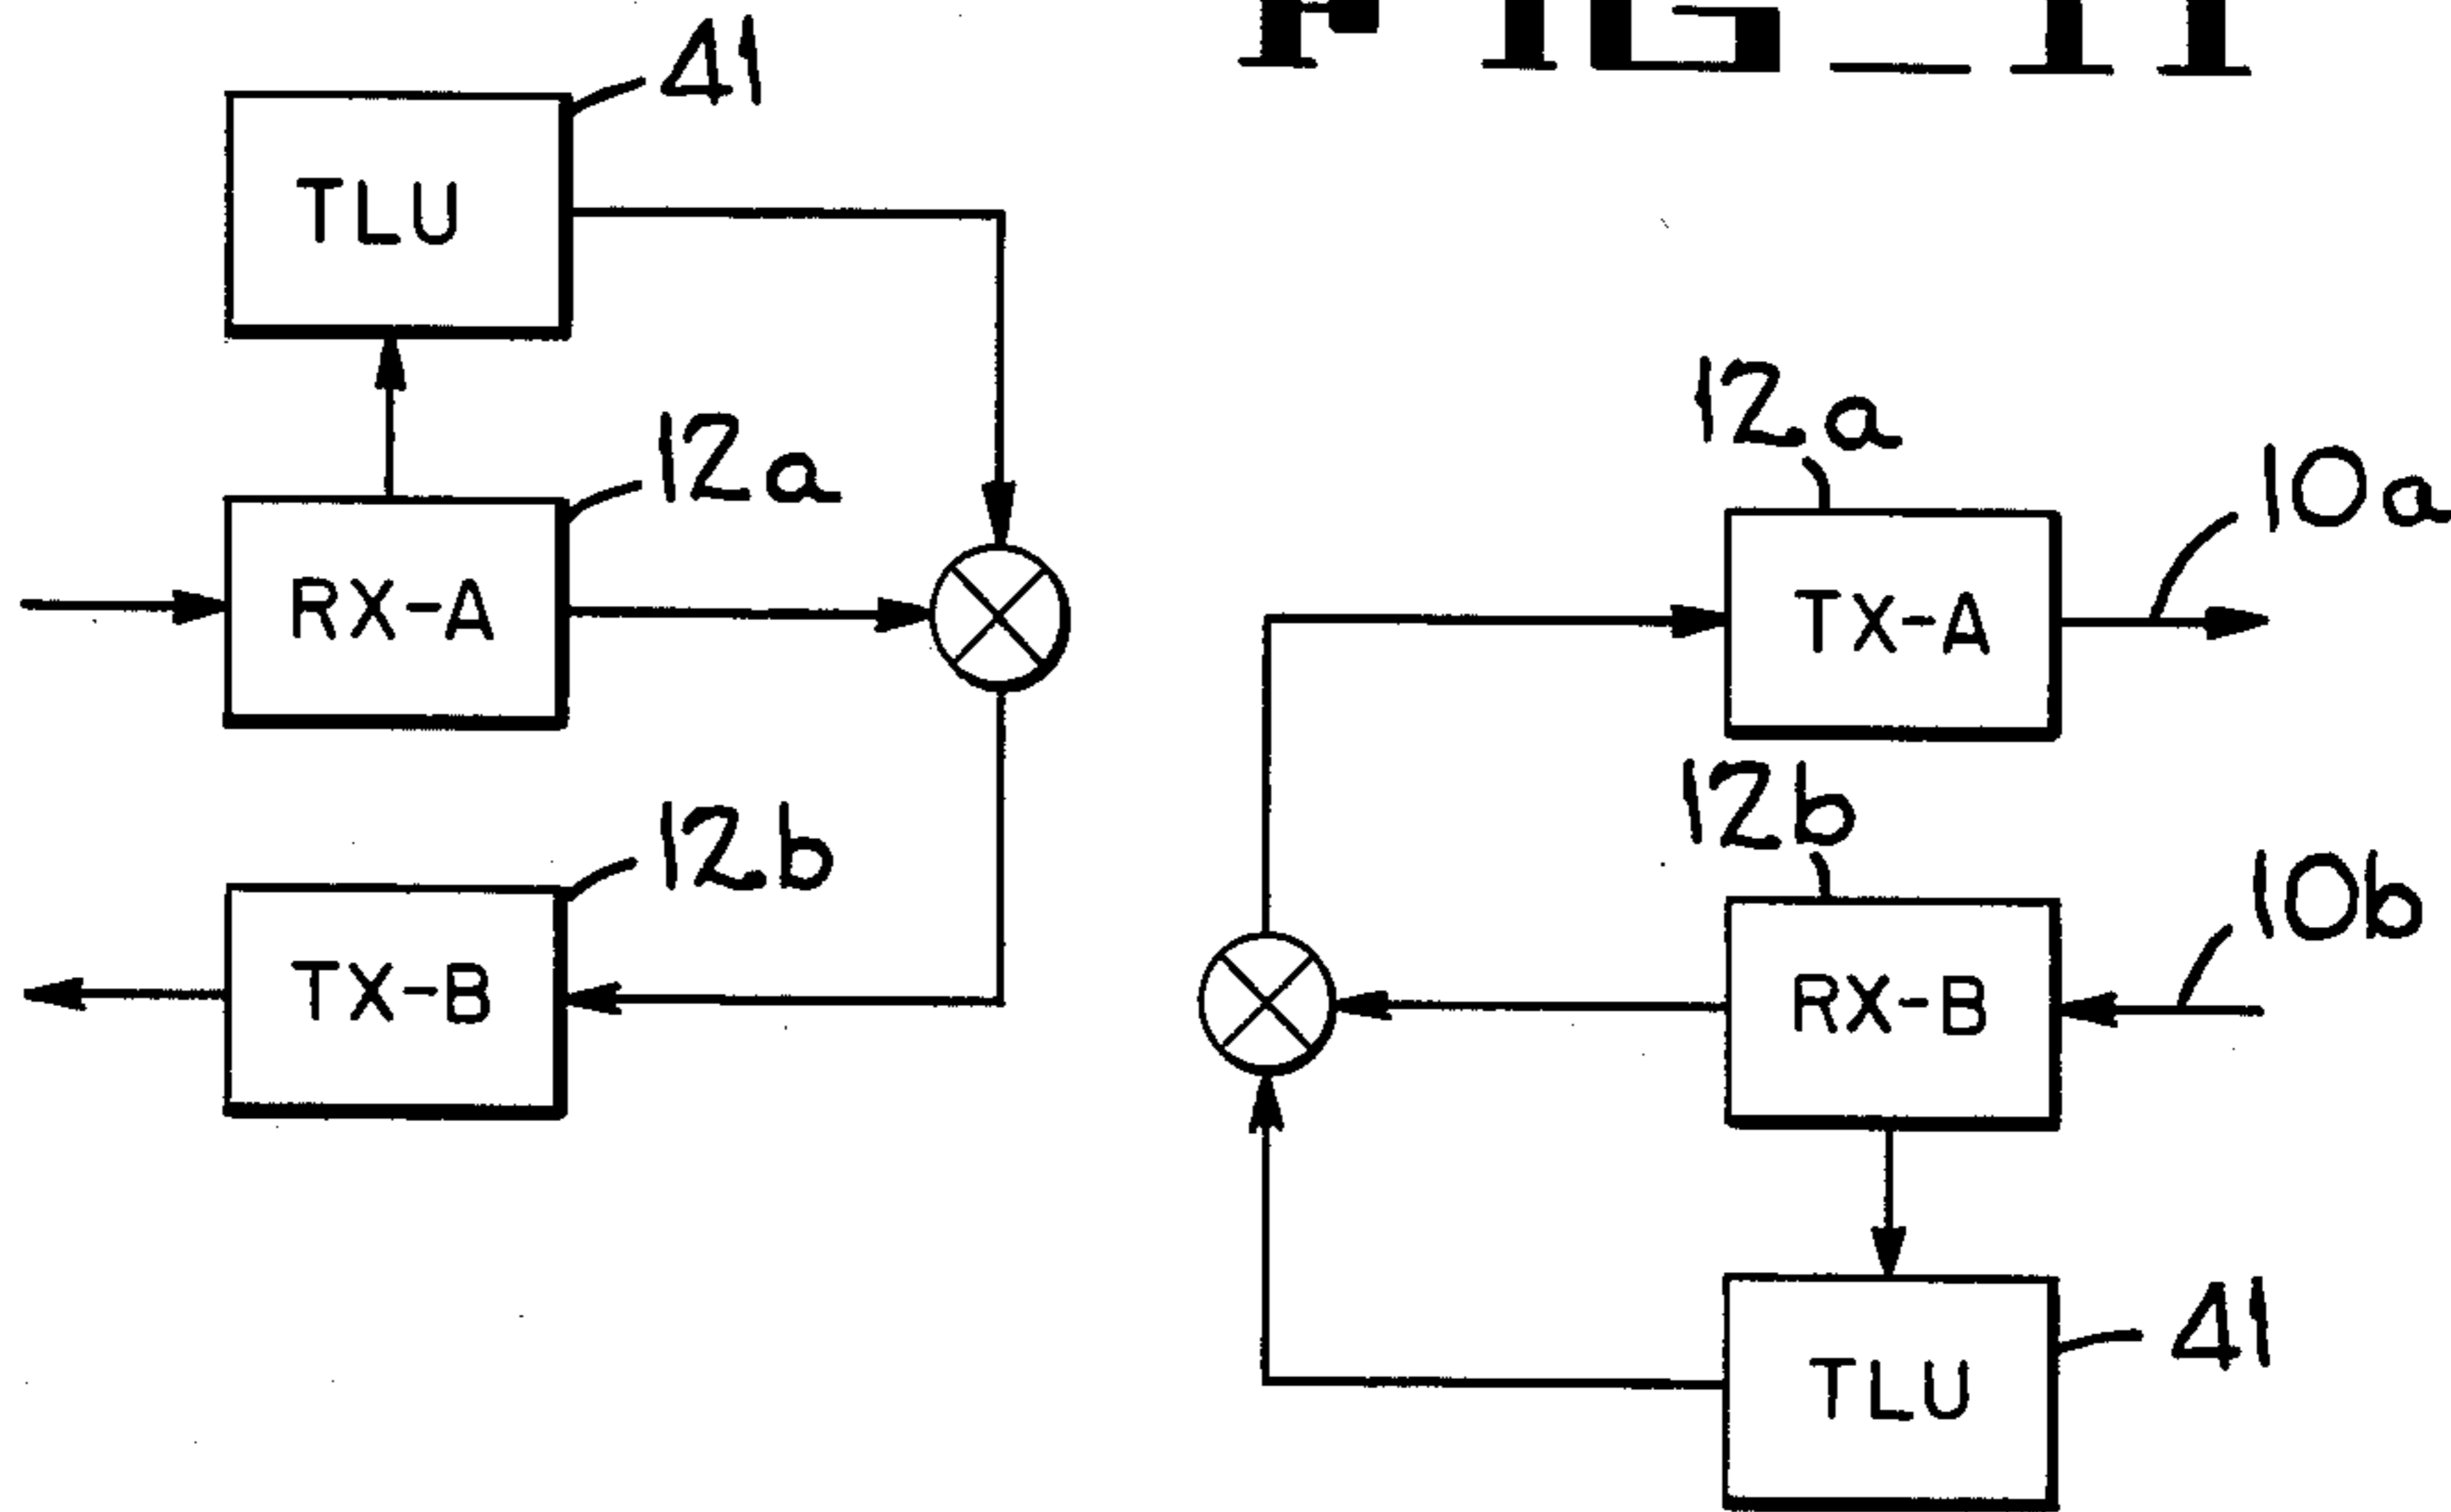 FIG_11
41
TLU
12a
RX-A
12b
TX-B
12a
10a
TX-A
12b
10b
RX-B
41
TLU